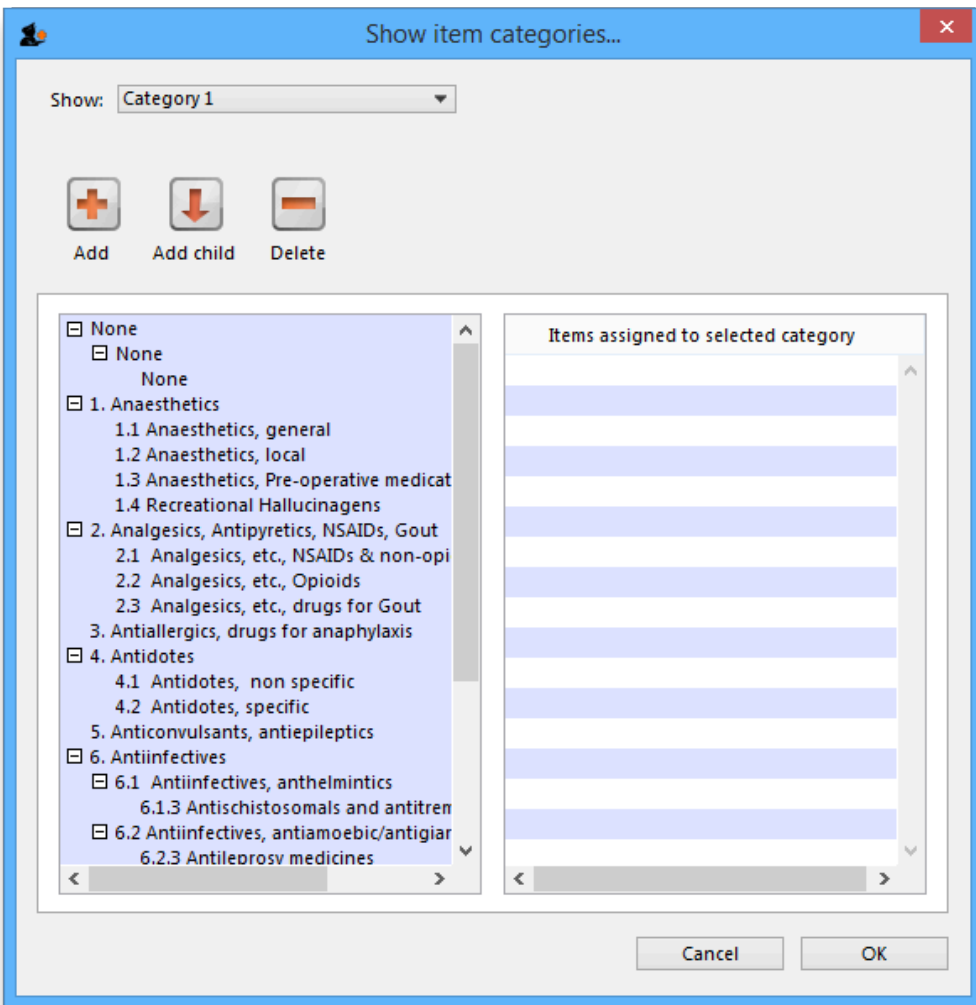 Show item categories...
Show: Category 1
Add Add child Delete
None
None
None
1. Anaesthetics
1.1 Anaesthetics, general
1.2 Anaesthetics, local
1.3 Anaesthetics, Pre-operative medicat
1.4 Recreational Hallucinagens
2. Analgesics, Antipyretics, NSAIDs, Gout
2.1 Analgesics, etc., NSAIDs & non-opi
2.2 Analgesics, etc., Opioids
2.3 Analgesics, etc., drugs for Gout
3. Antiallergics, drugs for anaphylaxis
4. Antidotes
4.1 Antidotes, non specific
4.2 Antidotes, specific
5. Anticonvulsants, antiepileptics
6. Antiinfectives
6.1 Antiinfectives, anthelmintics
6.1.3 Antischistosomals and antitrem
6.2 Antiinfectives, antiamoebic/antigiar
6.2.3 Antileprosy medicines
Items assigned to selected category
Cancel OK